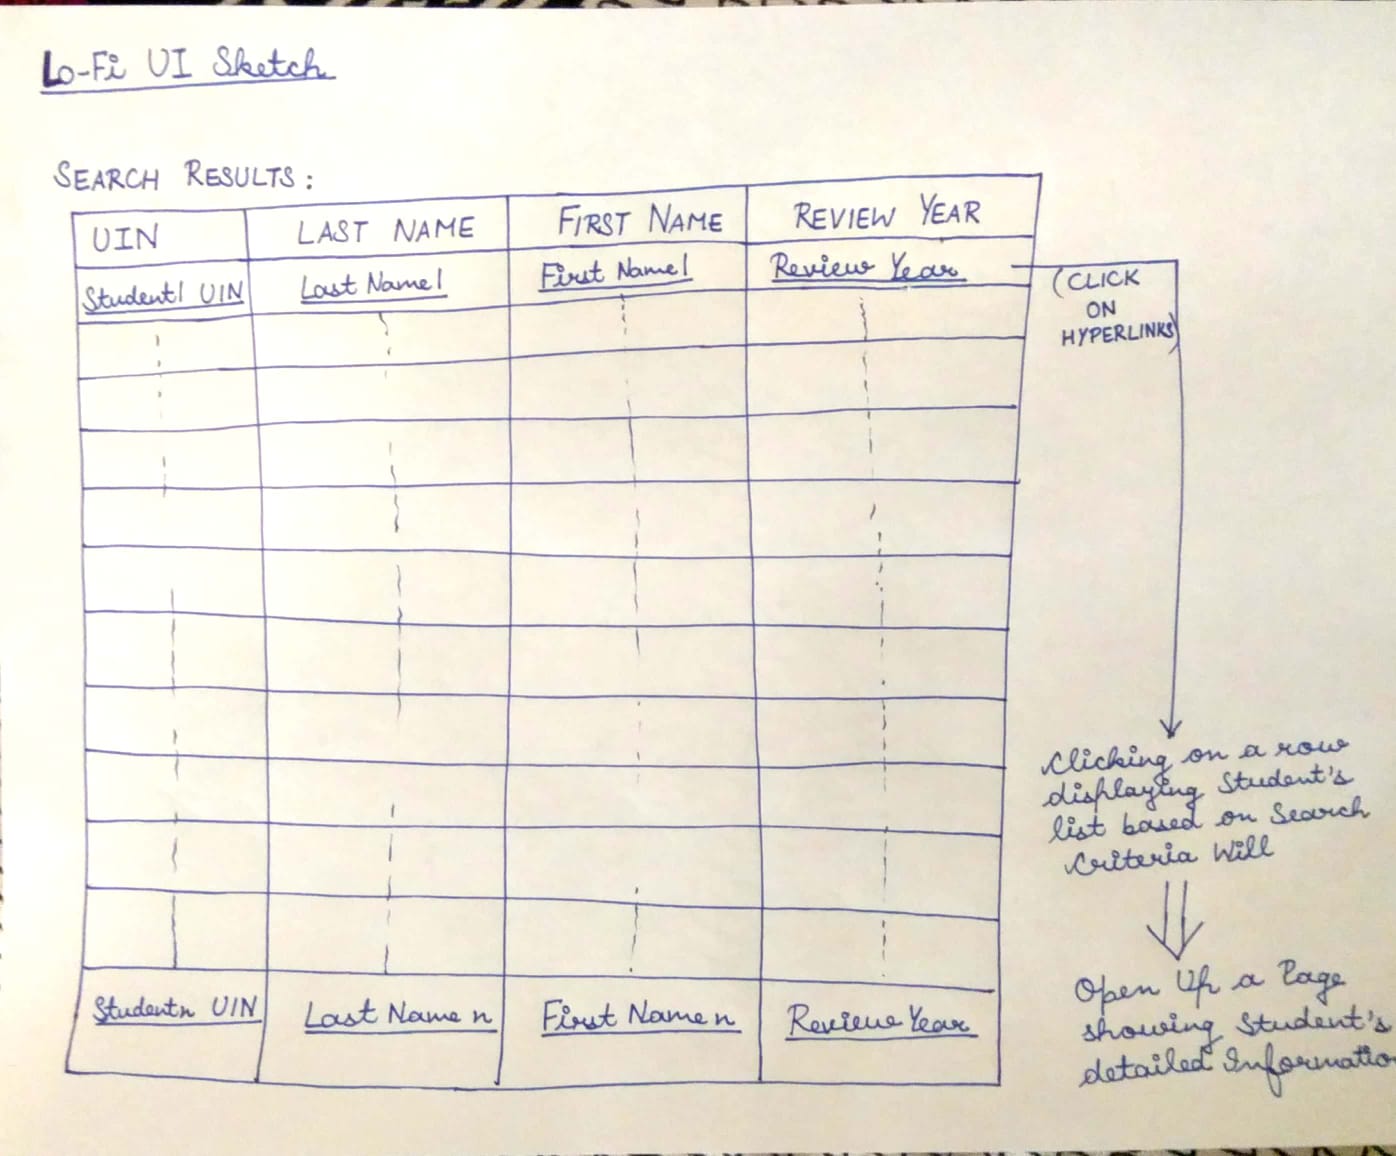 Lo-Fi UI Sketch
SEARCH RESULTS:
UIN LAST NAME FIRST NAME REVIEW YEAR
Student1 UIN Last Name1 First Name1 Review Year
(CLICK
ON
HYPERLINKS)
Clicking on a row
displaying Student's
list based on Search
Criteria Will
Open Up a Page
showing Student's
detailed Information
Studentn UIN Last Name n First Name n Review Year